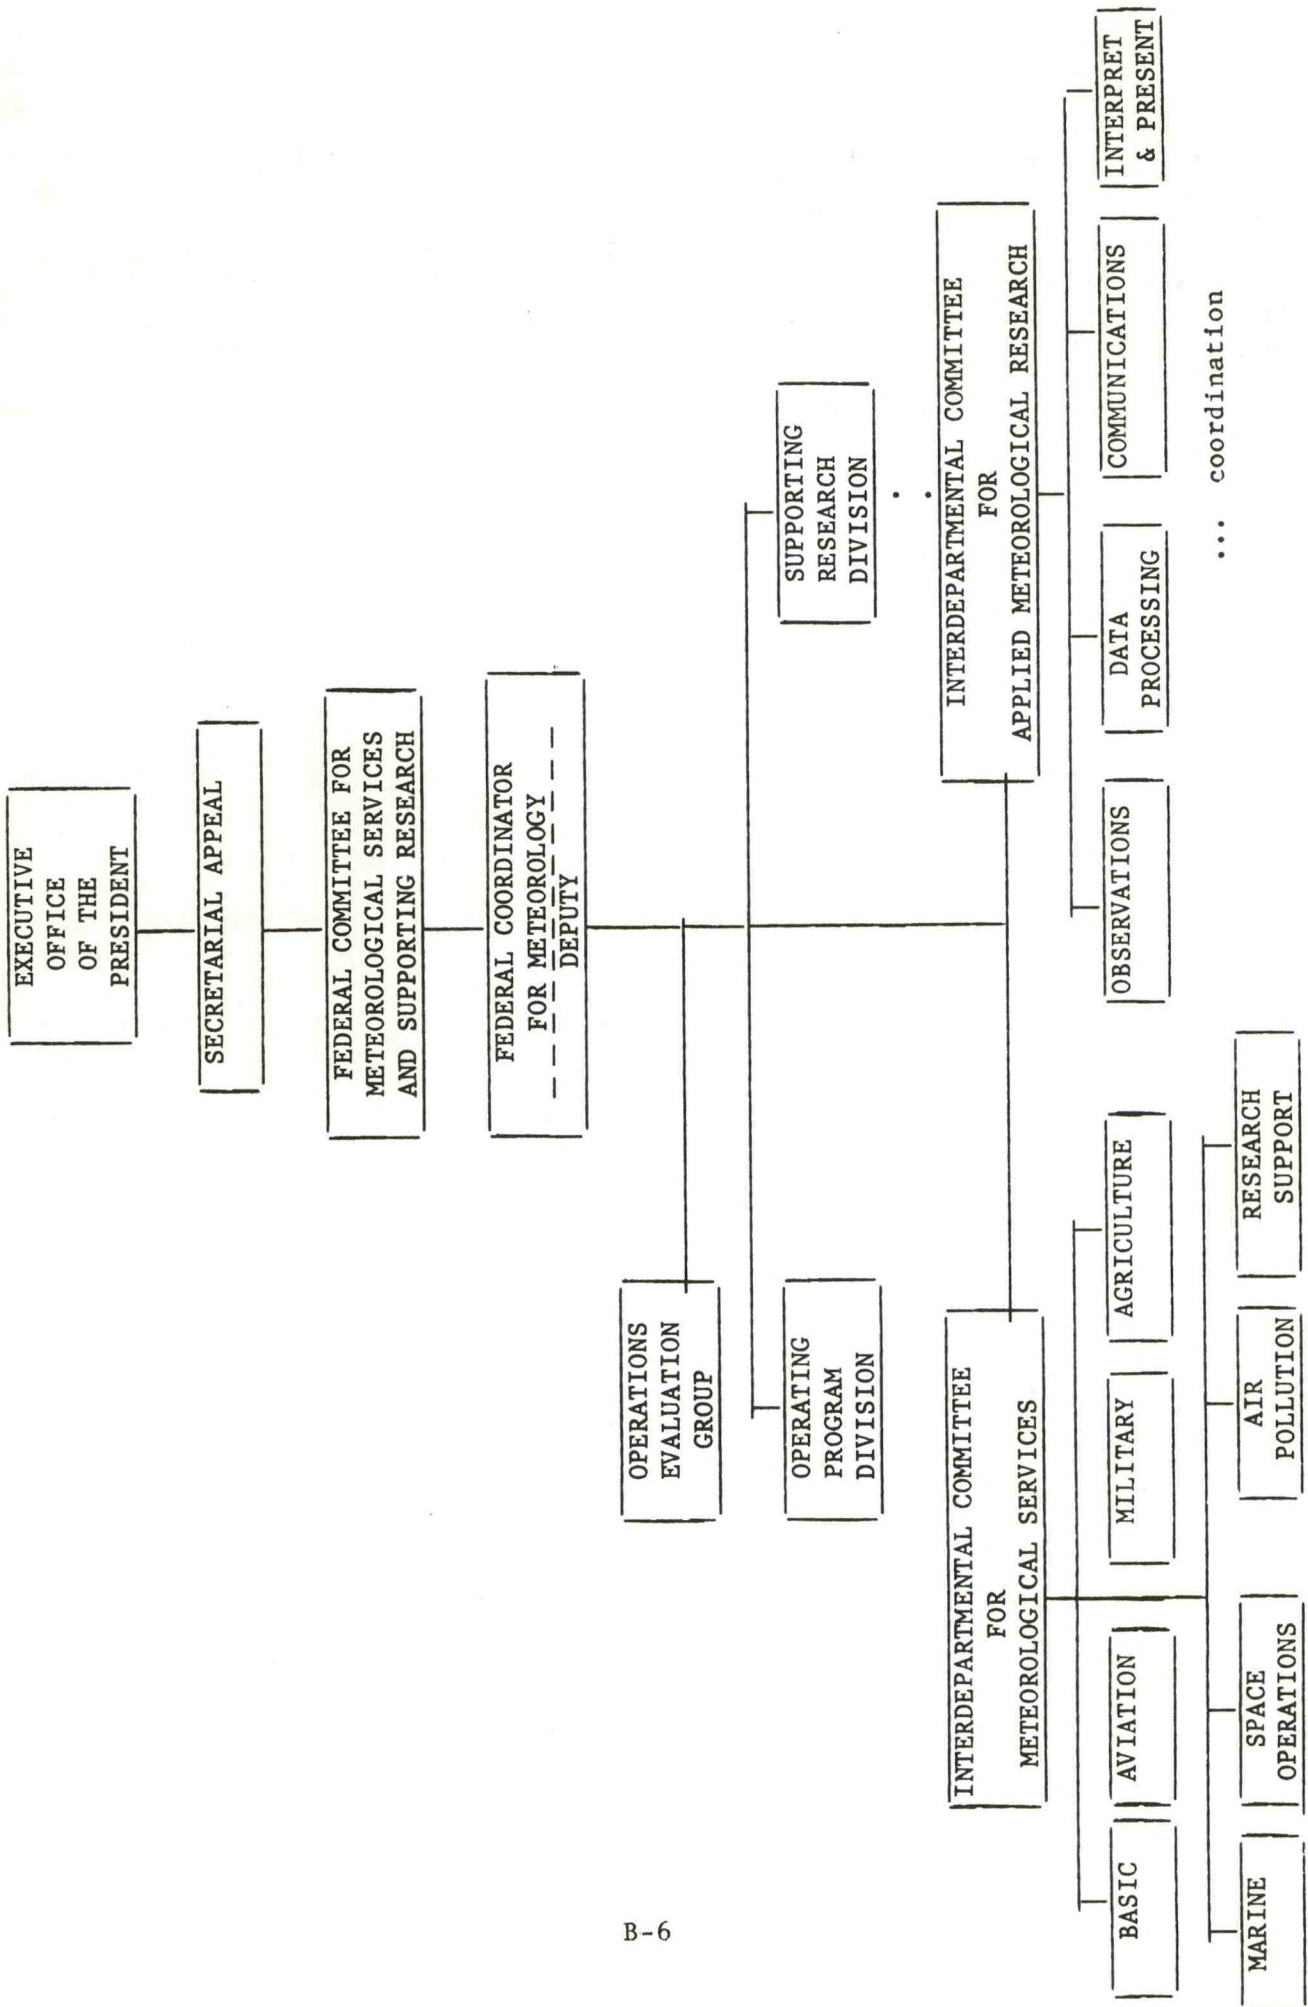 EXECUTIVE
OFFICE
OF THE
PRESIDENT
SECRETARIAL APPEAL
FEDERAL COMMITTEE FOR
METEOROLOGICAL SERVICES
AND SUPPORTING RESEARCH
FEDERAL COORDINATOR
FOR METEOROLOGY
DEPUTY
OPERATIONS
EVALUATION
GROUP
OPERATING
PROGRAM
DIVISION
SUPPORTING
RESEARCH
DIVISION
INTERDEPARTMENTAL COMMITTEE
FOR
METEOROLOGICAL SERVICES
INTERDEPARTMENTAL COMMITTEE
FOR
APPLIED METEOROLOGICAL RESEARCH
BASIC
AVIATION
MILITARY
AGRICULTURE
MARINE
SPACE
OPERATIONS
AIR
POLLUTION
RESEARCH
SUPPORT
OBSERVATIONS
DATA
PROCESSING
COMMUNICATIONS
INTERPRET
& PRESENT
... coordination
B-6